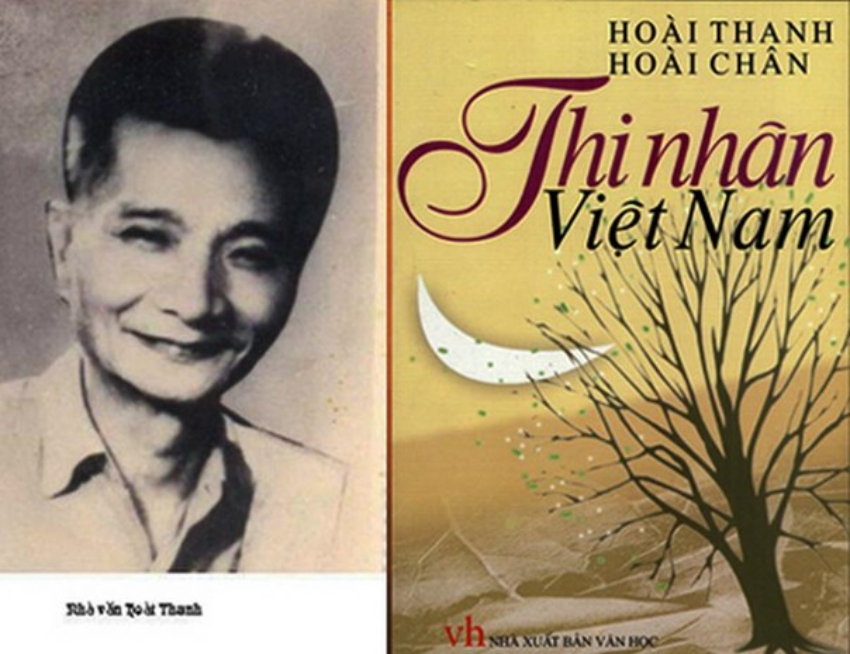 HOÀI THANH
HOÀI CHÂN
Thi nhân
Việt Nam
Nhà văn Hoài Thanh
vh NHÀ XUẤT BẢN VĂN HỌC